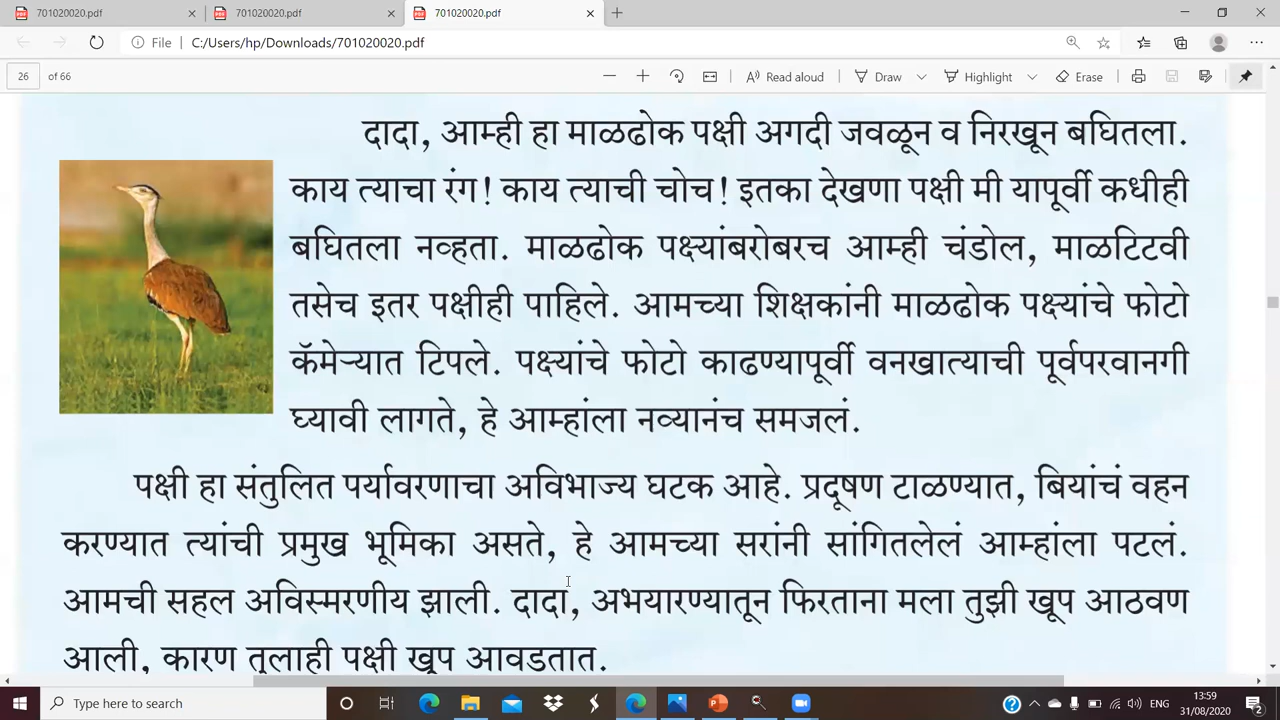 701020020.pdf
701020020.pdf
701020020.pdf
File C:/Users/hp/Downloads/701020020.pdf
26 of 66 Read aloud Draw Highlight Erase
दादा, आम्ही हा माळढोक पक्षी अगदी जवळून व निरखून बघितला.
काय त्याचा रंग! काय त्याची चोच! इतका देखणा पक्षी मी यापूर्वी कधीही
बघितला नव्हता. माळढोक पक्ष्यांबरोबरच आम्ही चंडोल, माळटिटवी
तसेच इतर पक्षीही पाहिले. आमच्या शिक्षकांनी माळढोक पक्ष्यांचे फोटो
कॅमेऱ्यात टिपले. पक्ष्यांचे फोटो काढण्यापूर्वी वनखात्याची पूर्वपरवानगी
घ्यावी लागते, हे आम्हांला नव्यानंच समजलं.
पक्षी हा संतुलित पर्यावरणाचा अविभाज्य घटक आहे. प्रदूषण टाळण्यात, बियांचं वहन
करण्यात त्यांची प्रमुख भूमिका असते, हे आमच्या सरांनी सांगितलेलं आम्हांला पटलं.
आमची सहल अविस्मरणीय झाली. दादा, अभयारण्यातून फिरताना मला तुझी खूप आठवण
आली, कारण तुलाही पक्षी खूप आवडतात.
Type here to search
ENG
13:59
31/08/2020